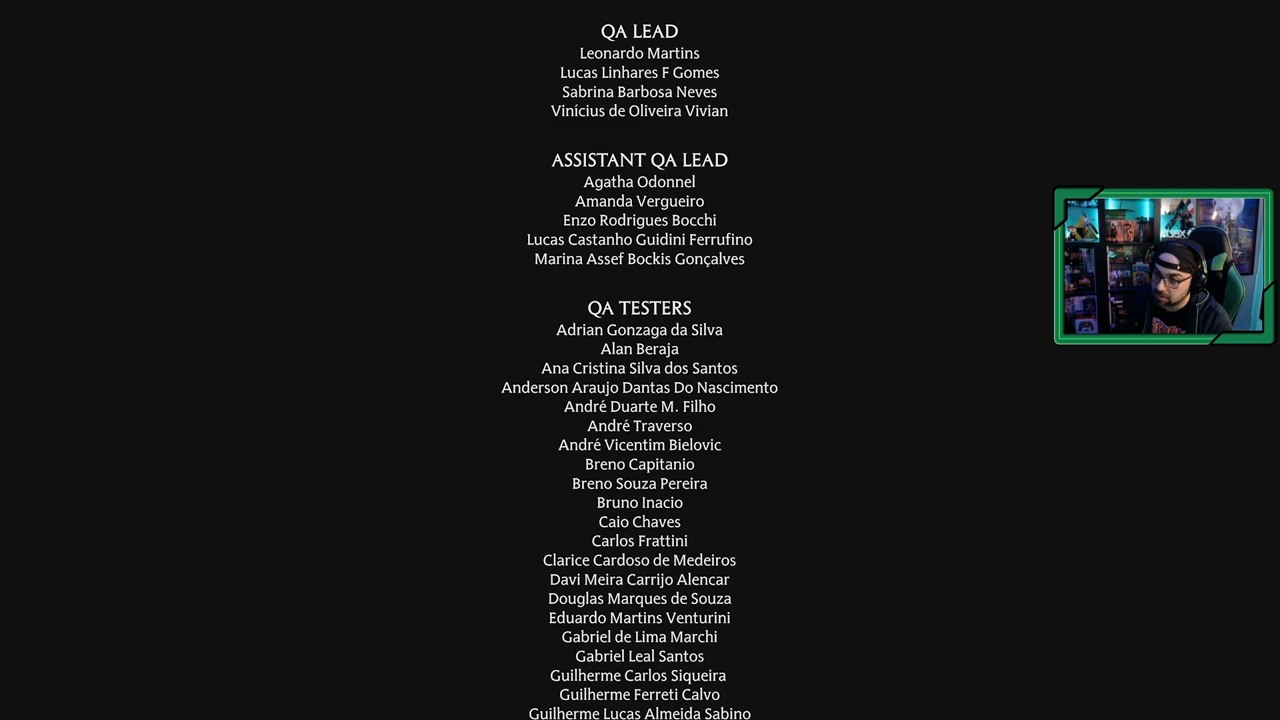 QA LEAD
Leonardo Martins
Lucas Linhares F Gomes
Sabrina Barbosa Neves
Vinícius de Oliveira Vivian
ASSISTANT QA LEAD
Agatha Odonnel
Amanda Vergueiro
Enzo Rodrigues Bocchi
Lucas Castanho Guidini Ferrufino
Marina Assef Bockis Gonçalves
QA TESTERS
Adrian Gonzaga da Silva
Alan Beraja
Ana Cristina Silva dos Santos
Anderson Araujo Dantas Do Nascimento
André Duarte M. Filho
André Traverso
André Vicentim Bielovic
Breno Capitanio
Breno Souza Pereira
Bruno Inacio
Caio Chaves
Carlos Frattini
Clarice Cardoso de Medeiros
Davi Meira Carrijo Alencar
Douglas Marques de Souza
Eduardo Martins Venturini
Gabriel de Lima Marchi
Gabriel Leal Santos
Guilherme Carlos Siqueira
Guilherme Ferreti Calvo
Guilherme Lucas Almeida Sabino